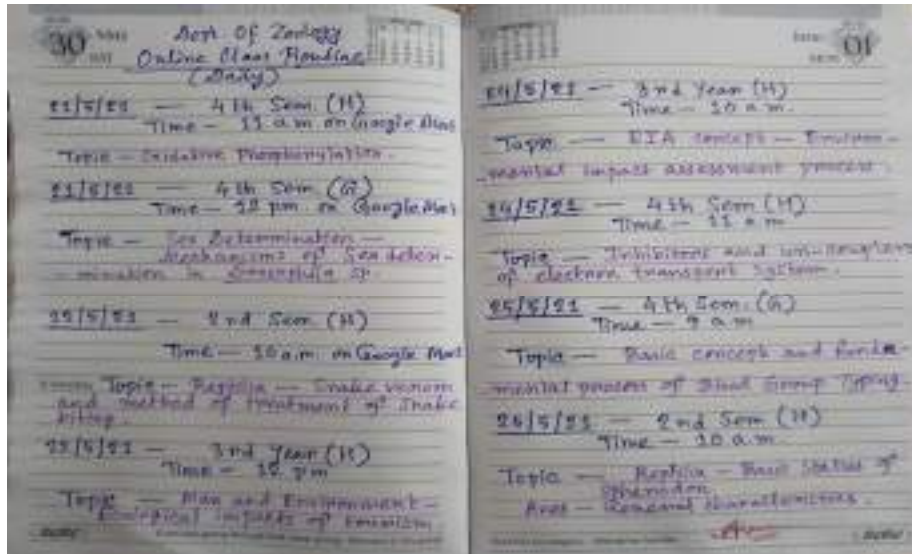 30
Dept Of Zoology
Online Class Routine
(Daily)
21/5/21 — 4th Sem. (H)
Time — 11 a.m on Google Meet
Topic — Oxidative Phosphorylation.
21/5/21 — 4th Sem. (G)
Time — 12 pm on Google Meet
Topic — Sex Determination —
Mechanisms of Sex deter-
-mination in Drosophila sp.
22/5/21 — 2nd Sem. (H)
Time — 10 a.m. on Google Meet
Topic — Reptilia — Snake venom
and method of treatment of Snake
biting.
22/5/21 — 3rd Year (H)
Time — 12 pm
Topic — Man and Environment —
Ecological impacts of
01
24/5/21 — 3rd Year (H)
Time — 10 a.m.
Topic — EIA concept — Environ-
-mental impact assessment process.
24/5/21 — 4th Sem (H)
Time — 11 a.m
Topic — Inhibitors and un-couplers
of electron transport system.
25/5/21 — 4th Sem. (G)
Time — 9 a.m
Topic — Basic concept and funda-
-mental process of Blood Group Typing.
2nd Sem (H)
Time — 10 a.m.
Topic — Reptilia — Basic Status of
Sphenodon
Aves — General characteristics.